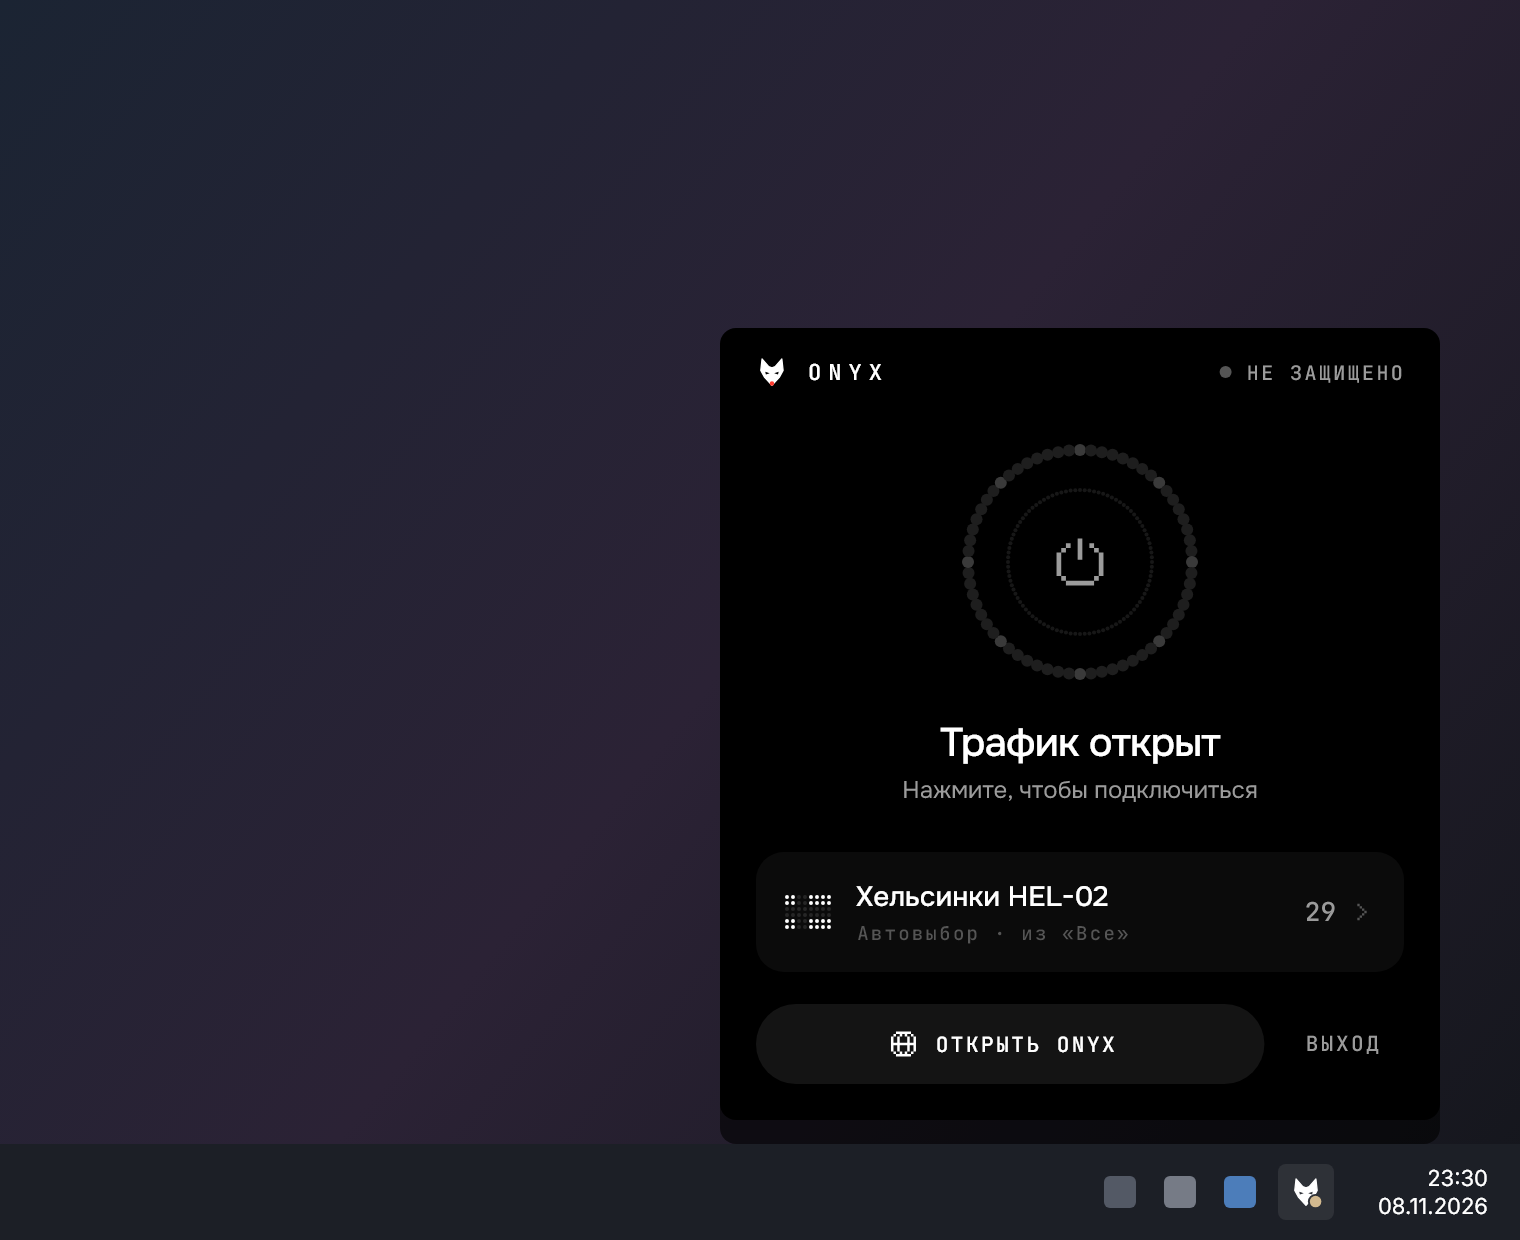 ONYX
НЕ ЗАЩИЩЕНО
Трафик открыт
Нажмите, чтобы подключиться
Хельсинки HEL-02
29
Автовыбор · из «Все»
ОТКРЫТЬ ONYX
ВЫХОД
23:30
08.11.2026